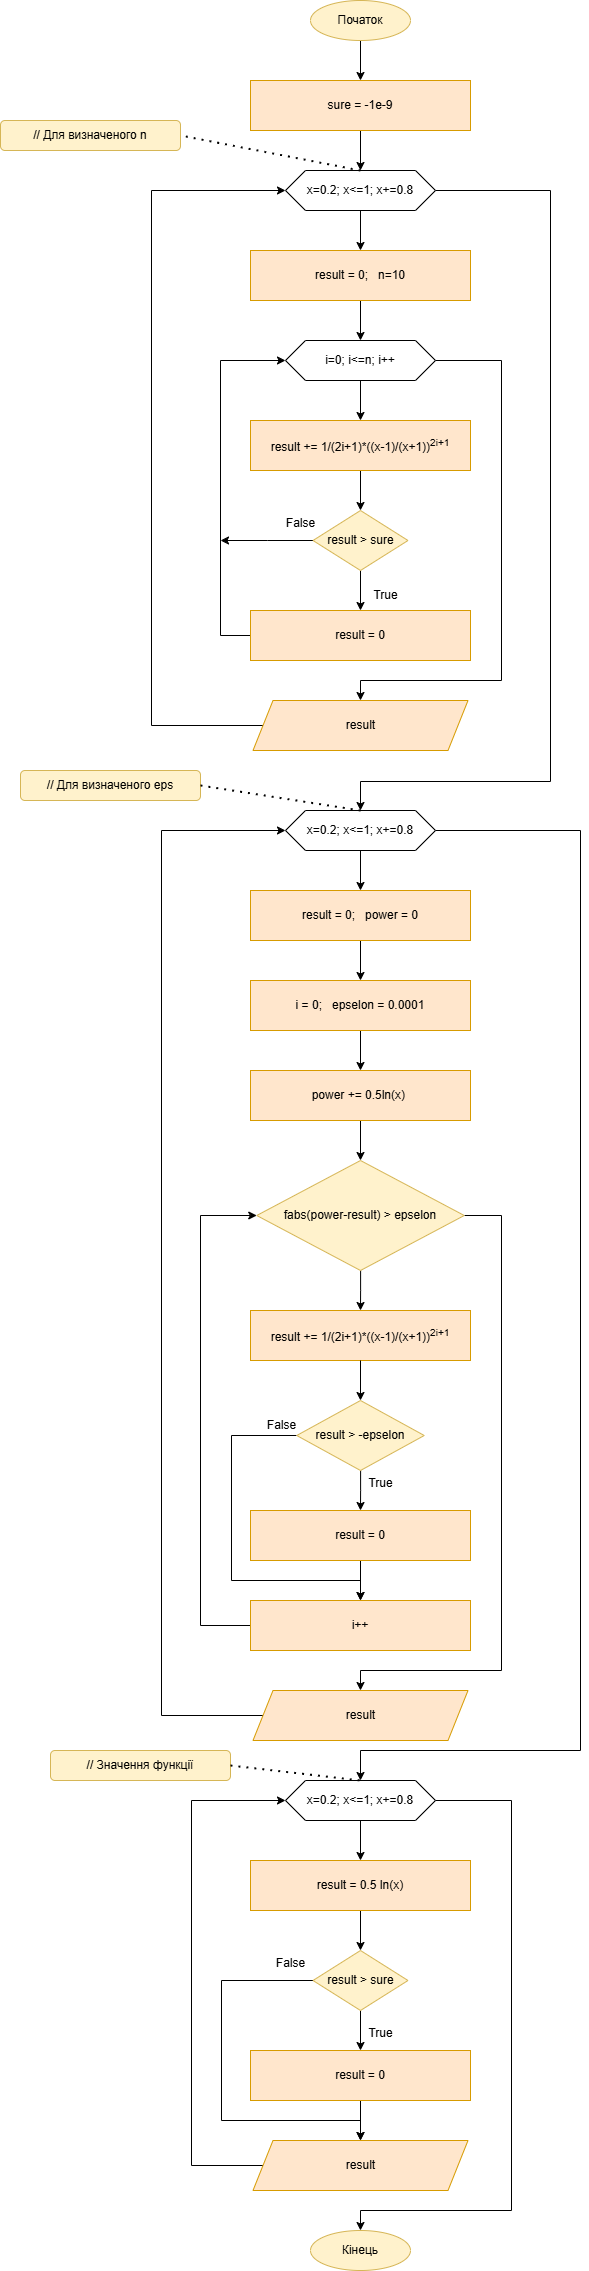 Початок
sure = -1e-9
// Для визначеного n
x=0.2; x<=1; x+=0.8
result = 0;   n=10
i=0; i<=n; i++
result += 1/(2i+1)*((x-1)/(x+1))^2i+1
False
result > sure
True
result = 0
result
// Для визначеного eps
x=0.2; x<=1; x+=0.8
result = 0;   power = 0
i = 0;   epselon = 0.0001
power += 0.5ln(x)
fabs(power-result) > epselon
result += 1/(2i+1)*((x-1)/(x+1))^2i+1
False
result > -epselon
True
result = 0
i++
result
// Значення функції
x=0.2; x<=1; x+=0.8
result = 0.5 ln(x)
False
result > sure
True
result = 0
result
Кінець